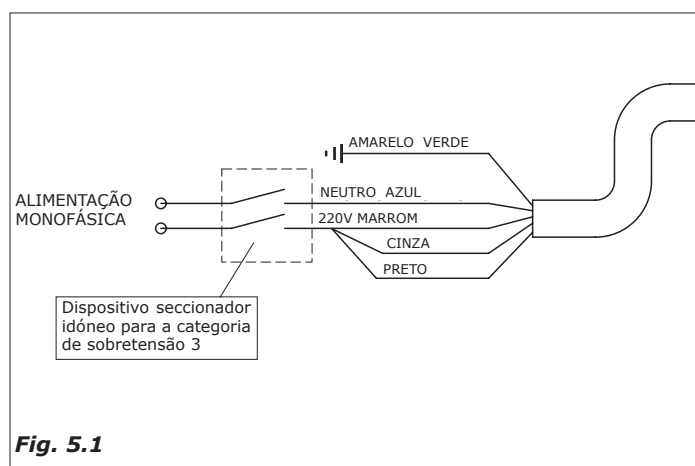 AMARELO VERDE
ALIMENTAÇÃO
MONOFÁSICA
NEUTRO AZUL
220V MARROM
CINZA
PRETO
Dispositivo seccionador
idóneo para a categoria
de sobretensão 3
Fig. 5.1